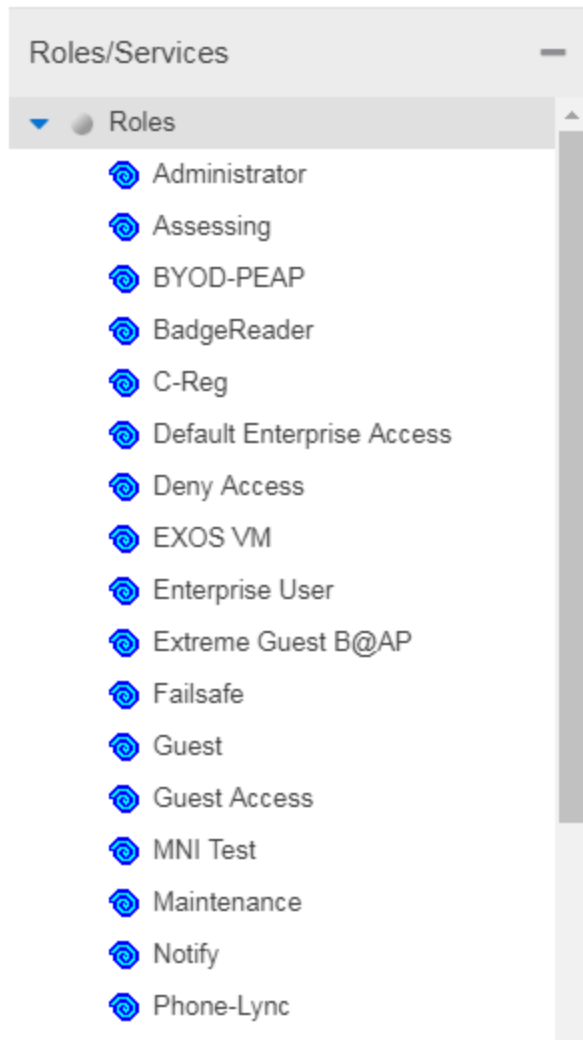 Roles/Services
Roles
Administrator
Assessing
BYOD-PEAP
BadgeReader
C-Reg
Default Enterprise Access
Deny Access
EXOS VM
Enterprise User
Extreme Guest B@AP
Failsafe
Guest
Guest Access
MNI Test
Maintenance
Notify
Phone-Lync